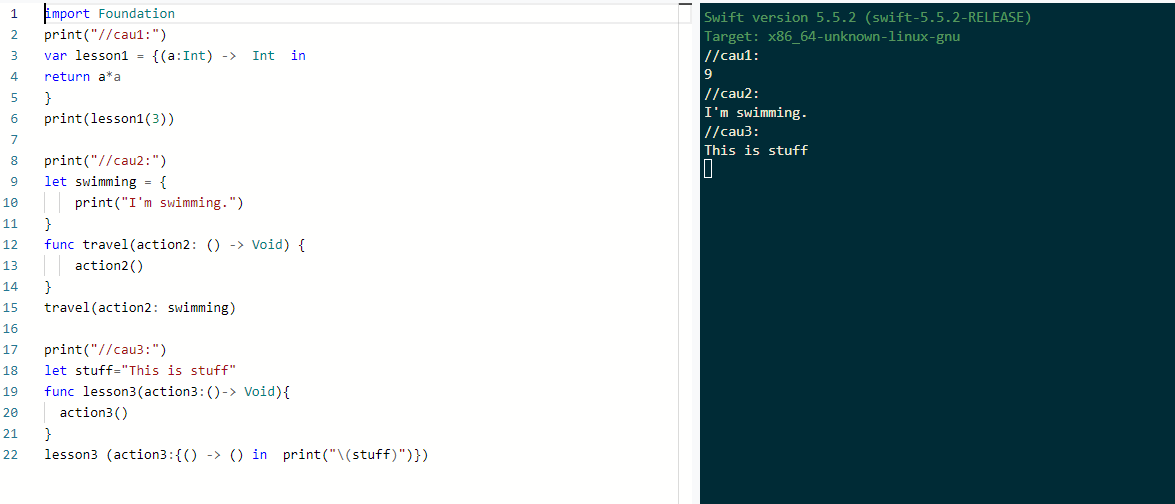 1 import Foundation
2 print("//cau1:")
3 var lesson1 = {(a:Int) ->  Int  in
4 return a*a
5 }
6 print(lesson1(3))
7
8 print("//cau2:")
9 let swimming = {
10     print("I'm swimming.")
11 }
12 func travel(action2: () -> Void) {
13     action2()
14 }
15 travel(action2: swimming)
16
17 print("//cau3:")
18 let stuff="This is stuff"
19 func lesson3(action3:()-> Void){
20   action3()
21 }
22 lesson3 (action3:{() -> () in  print("\(stuff)")})
Swift version 5.5.2 (swift-5.5.2-RELEASE)
Target: x86_64-unknown-linux-gnu
//cau1:
9
//cau2:
I'm swimming.
//cau3:
This is stuff